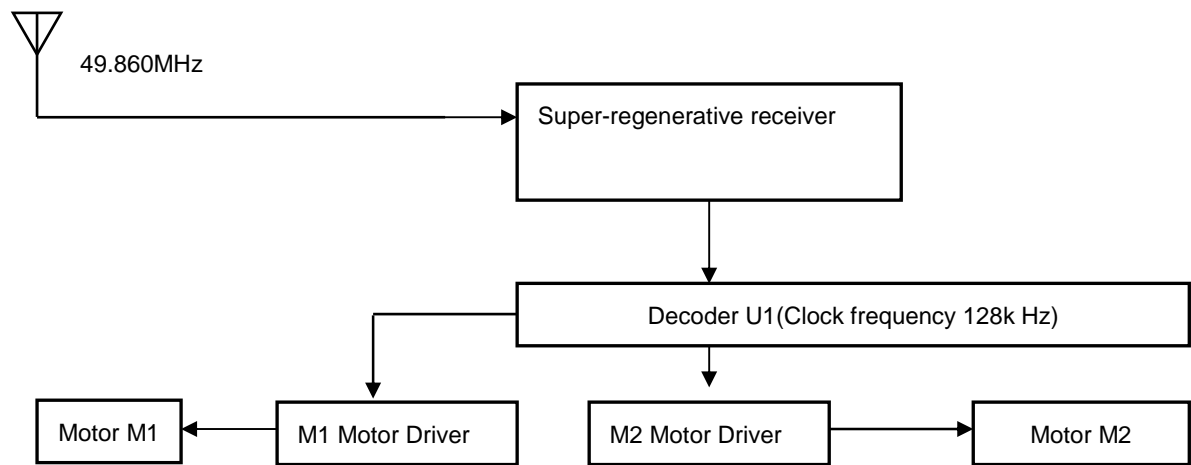 49.860MHz
Super-regenerative receiver
Decoder U1(Clock frequency 128k Hz)
Motor M1
M1 Motor Driver
M2 Motor Driver
Motor M2